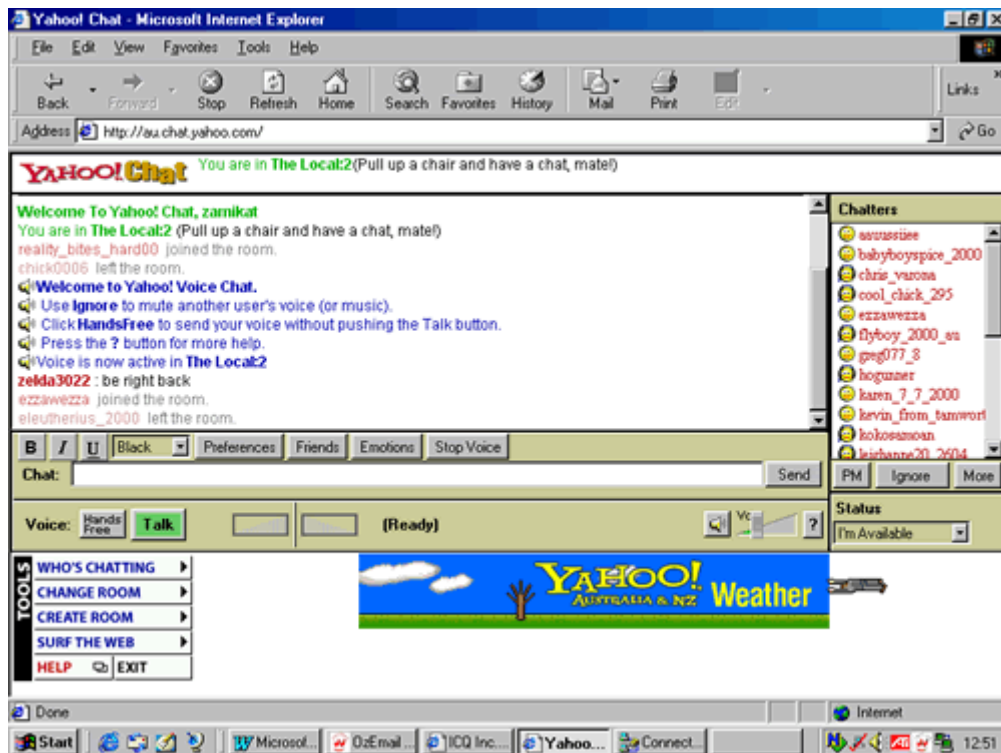 Yahoo! Chat - Microsoft Internet Explorer
File Edit View Favorites Tools Help
Back Forward Stop Refresh Home Search Favorites History Mail Print Edit Links
Address http://au.chat.yahoo.com/ Go
YAHOO! Chat You are in The Local:2(Pull up a chair and have a chat, mate!)
Welcome To Yahoo! Chat, zarnikat
You are in The Local:2 (Pull up a chair and have a chat, mate!)
reality_bites_hard00 joined the room.
chick0006 left the room.
Welcome to Yahoo! Voice Chat.
Use Ignore to mute another user's voice (or music).
Click HandsFree to send your voice without pushing the Talk button.
Press the ? button for more help.
Voice is now active in The Local:2
zelda3022 : be right back
ezzawezza joined the room.
eleutherius_2000 left the room.
Chatters
babyboyspice_2000
chris_varona
cool_chick_295
ezzawezza
flyboy_2000_au
greg077_8
hogunner
karen_7_7_2000
kevin_from_tamwort
kokosamoan
leighanne20_2604
B I U Black Preferences Friends Emotions Stop Voice
Chat: Send
PM Ignore More
Voice: Hands Free Talk (Ready) Vc ?
Status
I'm Available
TOOLS
WHO'S CHATTING
CHANGE ROOM
CREATE ROOM
SURF THE WEB
HELP EXIT
YAHOO! AUSTRALIA & NZ Weather
Done Internet
Start Microsof... OzEmail ... ICQ Inc.... Yahoo... Connect... 12:51